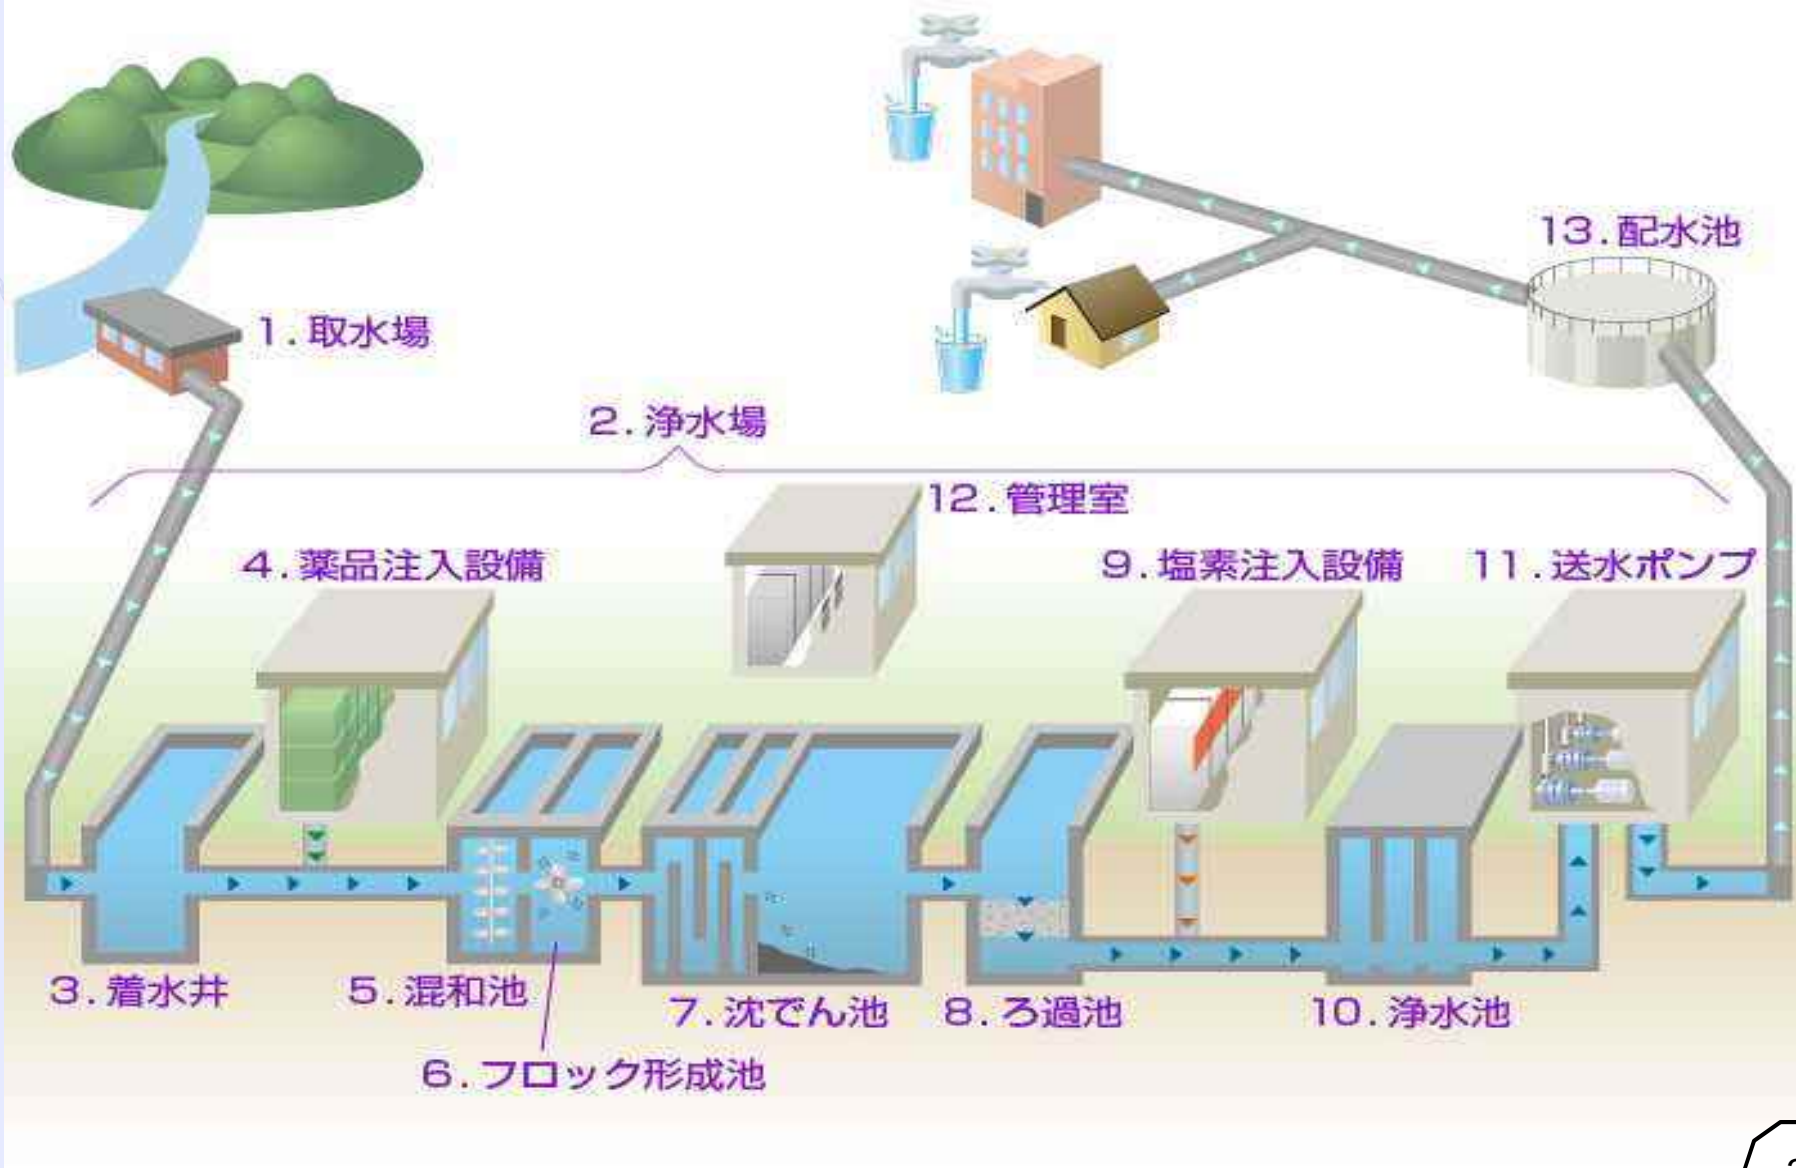 13.配水池
1.取水場
2.浄水場
12.管理室
4.薬品注入設備
9.塩素注入設備
11.送水ポンプ
3.着水井
5.混和池
7.沈でん池
8.ろ過池
10.浄水池
6.フロック形成池